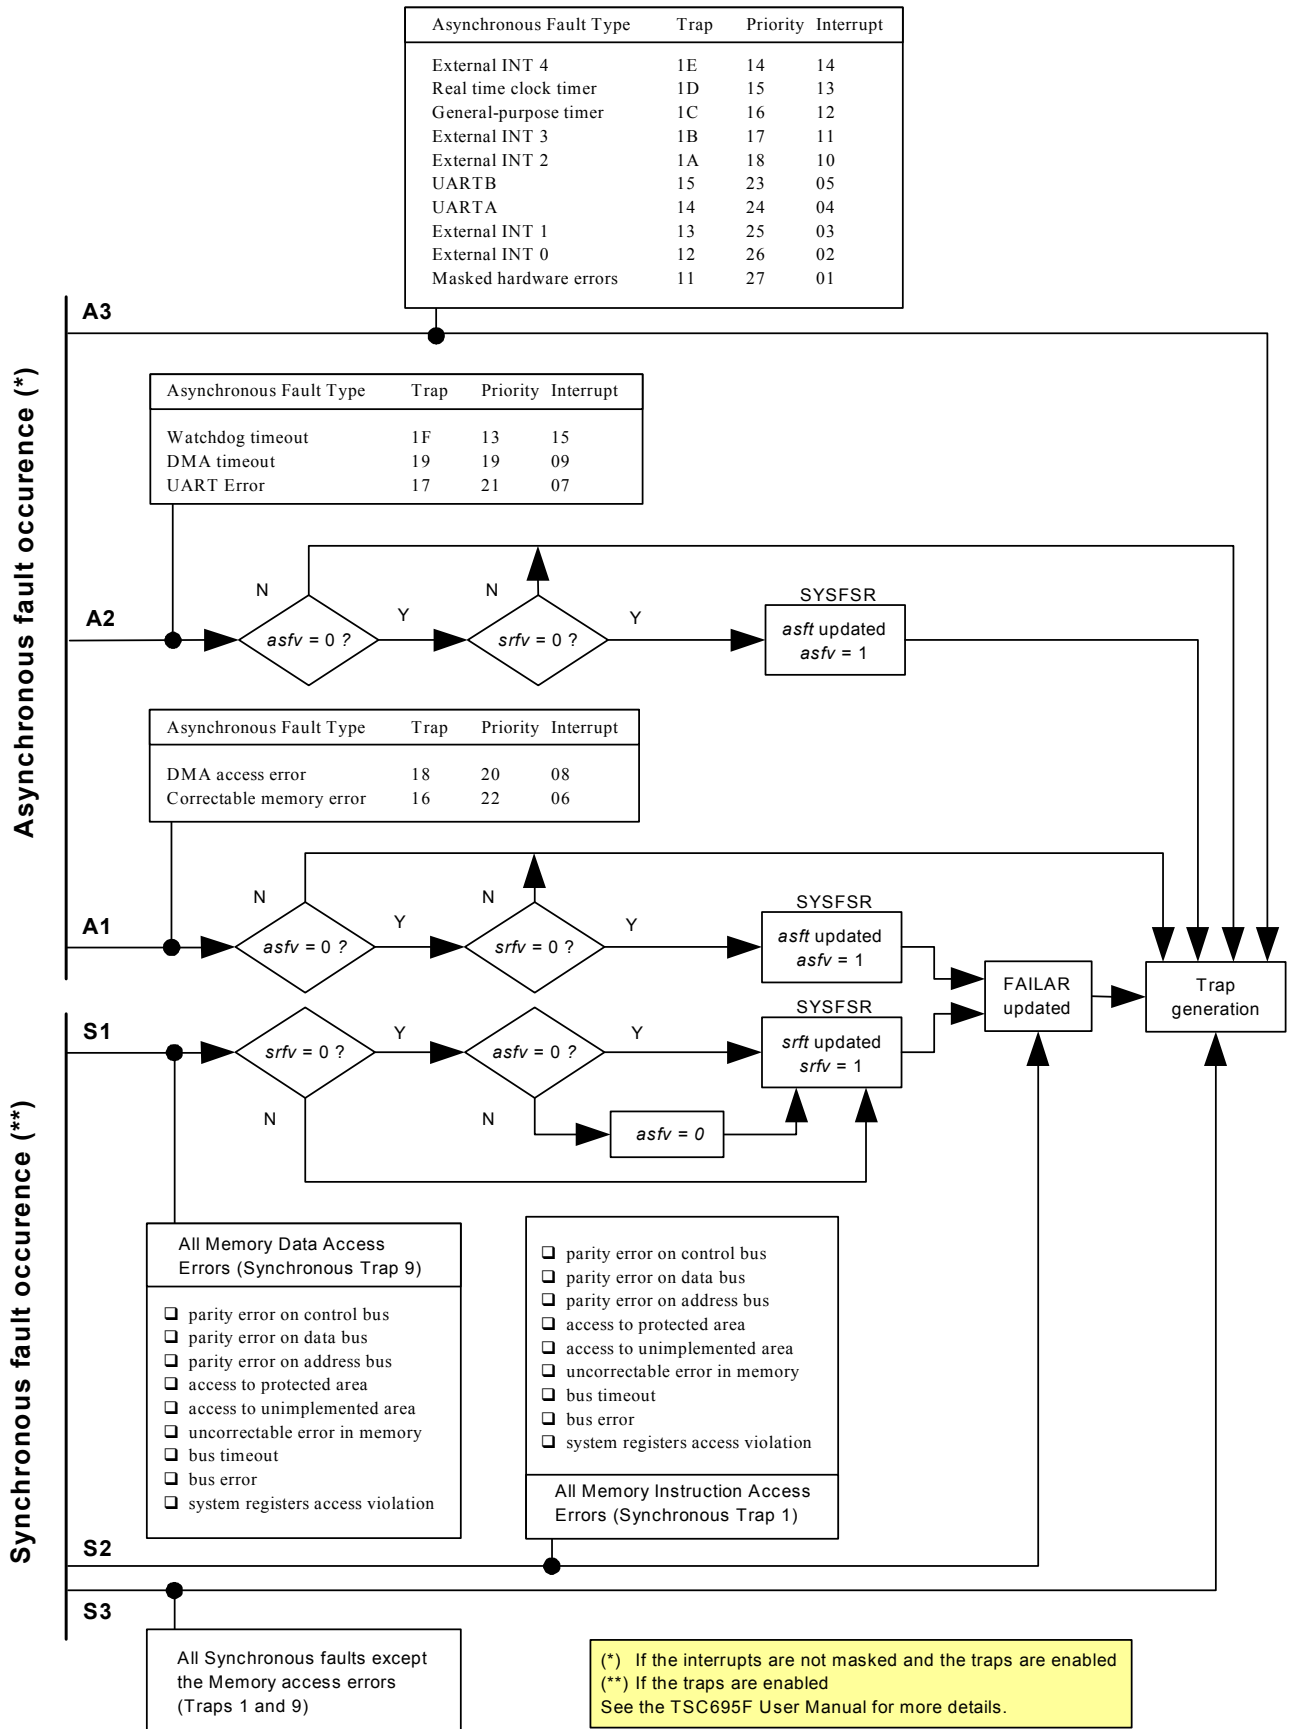 Asynchronous Fault Type Trap Priority Interrupt
External INT 4 1E 14 14
Real time clock timer 1D 15 13
General-purpose timer 1C 16 12
External INT 3 1B 17 11
External INT 2 1A 18 10
UARTB 15 23 05
UARTA 14 24 04
External INT 1 13 25 03
External INT 0 12 26 02
Masked hardware errors 11 27 01
A3
Asynchronous fault occurence (*)
Asynchronous Fault Type Trap Priority Interrupt
Watchdog timeout 1F 13 15
DMA timeout 19 19 09
UART Error 17 21 07
A2
N
asfv = 0 ?
Y
N
srfv = 0 ?
Y
SYSFSR
asft updated
asfv = 1
Asynchronous Fault Type Trap Priority Interrupt
DMA access error 18 20 08
Correctable memory error 16 22 06
A1
N
asfv = 0 ?
Y
N
srfv = 0 ?
Y
SYSFSR
asft updated
asfv = 1
FAILAR
updated
Trap
generation
Synchronous fault occurence (**)
S1
srfv = 0 ?
Y
N
asfv = 0 ?
Y
N
asfv = 0
SYSFSR
srft updated
srfv = 1
All Memory Data Access
Errors (Synchronous Trap 9)
❑ parity error on control bus
❑ parity error on data bus
❑ parity error on address bus
❑ access to protected area
❑ access to unimplemented area
❑ uncorrectable error in memory
❑ bus timeout
❑ bus error
❑ system registers access violation
❑ parity error on control bus
❑ parity error on data bus
❑ parity error on address bus
❑ access to protected area
❑ access to unimplemented area
❑ uncorrectable error in memory
❑ bus timeout
❑ bus error
❑ system registers access violation
All Memory Instruction Access
Errors (Synchronous Trap 1)
S2
S3
All Synchronous faults except
the Memory access errors
(Traps 1 and 9)
(*) If the interrupts are not masked and the traps are enabled
(**) If the traps are enabled
See the TSC695F User Manual for more details.